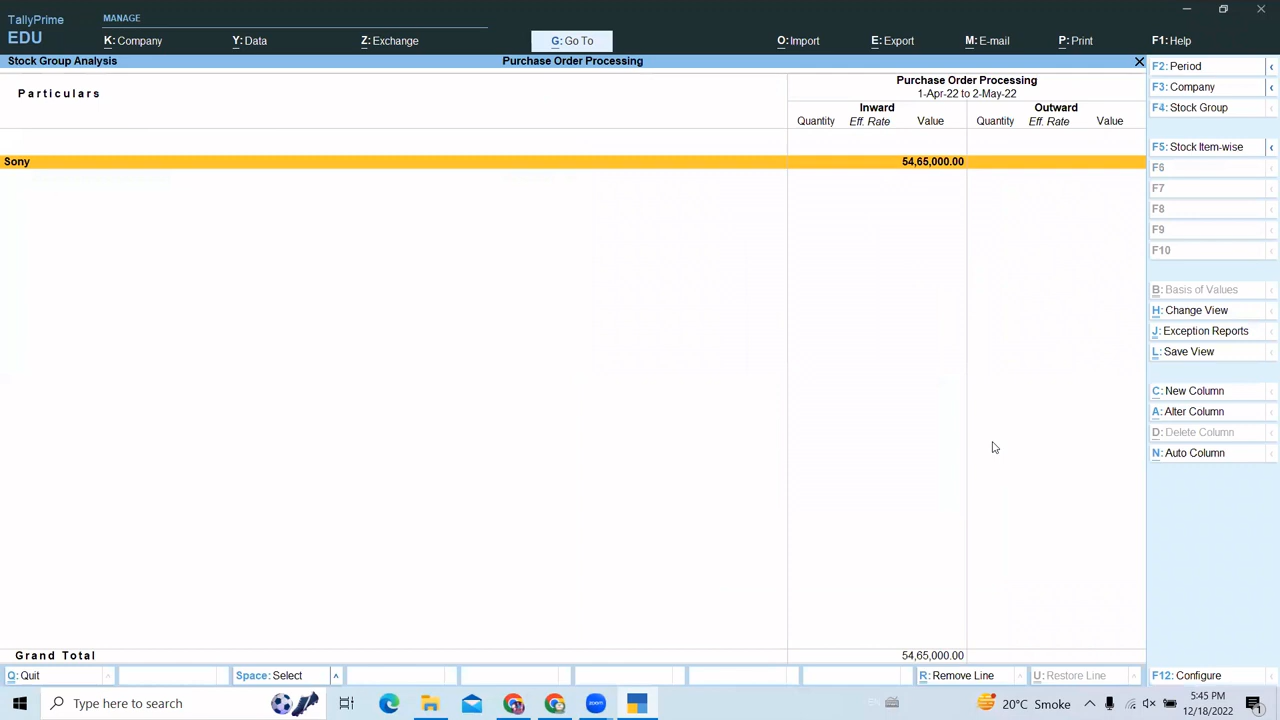 TallyPrime
EDU
MANAGE
K: Company
Y: Data
Z: Exchange
G: Go To
O: Import
E: Export
M: E-mail
P: Print
F1: Help
Stock Group Analysis
Purchase Order Processing
Particulars
Purchase Order Processing
1-Apr-22 to 2-May-22
Inward
Outward
Quantity Eff. Rate Value
Quantity Eff. Rate Value
Sony 54,65,000.00
Grand Total 54,65,000.00
F2: Period
F3: Company
F4: Stock Group
F5: Stock Item-wise
F6
F7
F8
F9
F10
B: Basis of Values
H: Change View
J: Exception Reports
L: Save View
C: New Column
A: Alter Column
D: Delete Column
N: Auto Column
Q: Quit
Space: Select
R: Remove Line
U: Restore Line
F12: Configure
Type here to search
20°C Smoke
5:45 PM
12/18/2022
1